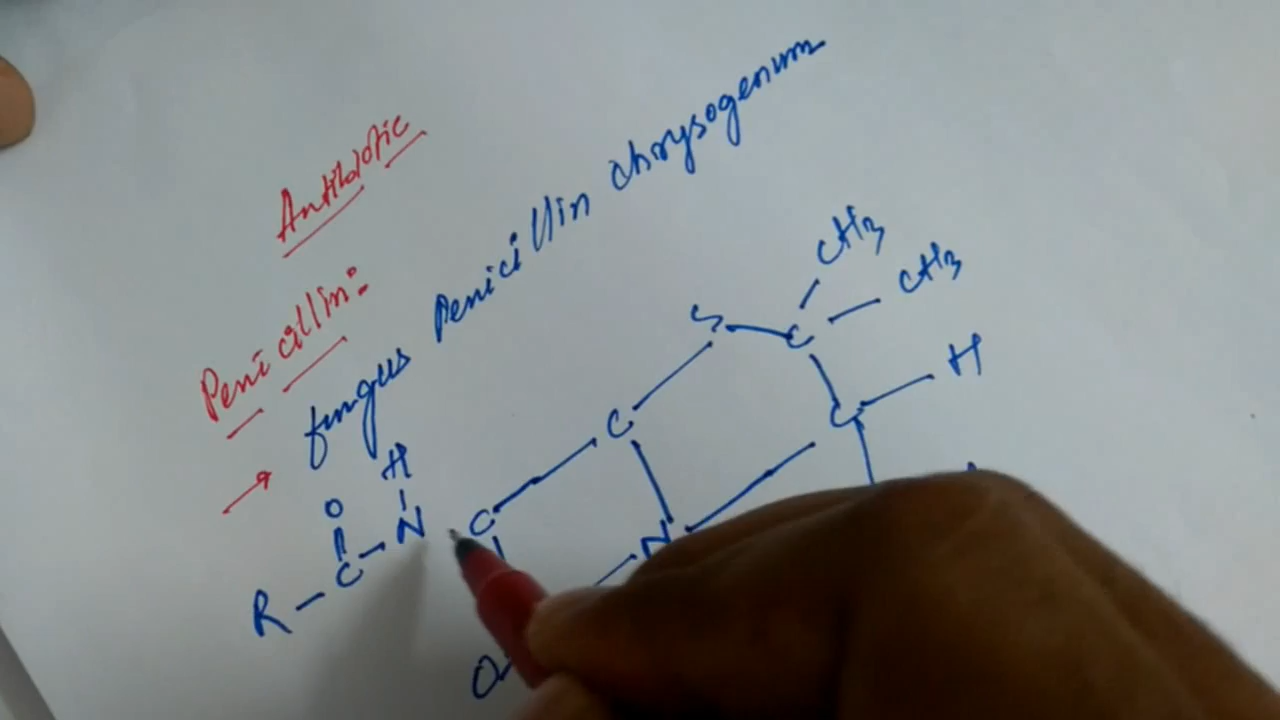 Antibiotic
Penicillin:
→ fungus Penicillin chrysogenum
CH3
CH3
S
C
H
C
C
H
O
C
N
N
C
R
O